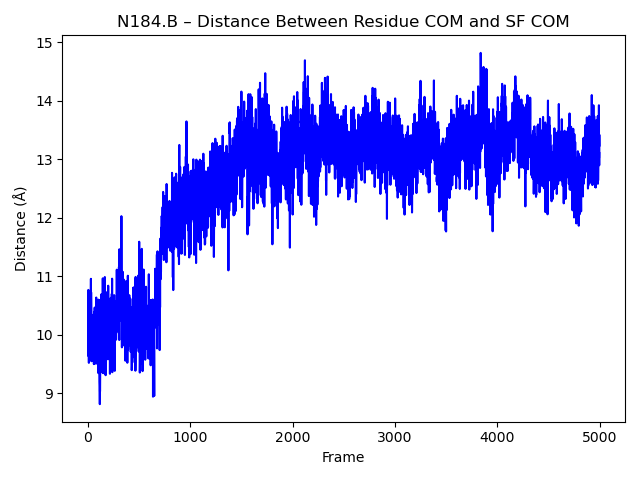 N184.B – Distance Between Residue COM and SF COM
15
14
13
12
11
10
9
Distance (Å)
0 1000 2000 3000 4000 5000
Frame